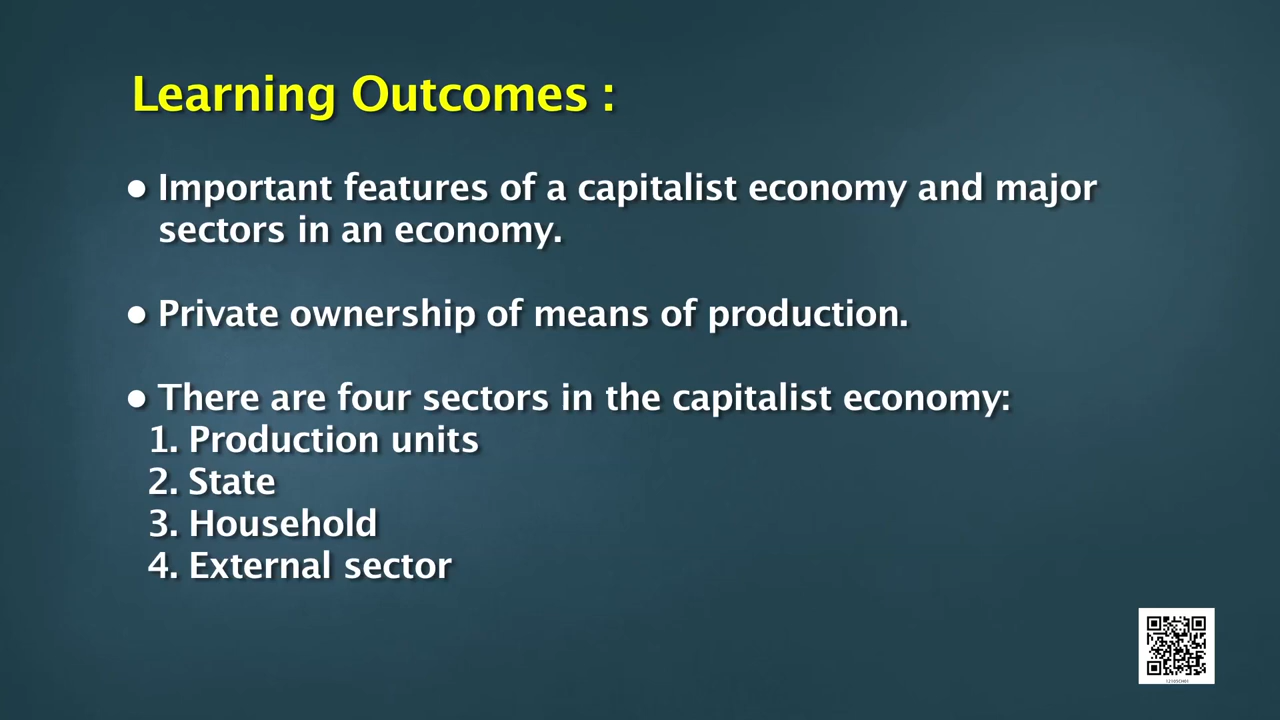 Learning Outcomes :
● Important features of a capitalist economy and major
sectors in an economy.
● Private ownership of means of production.
● There are four sectors in the capitalist economy:
1. Production units
2. State
3. Household
4. External sector